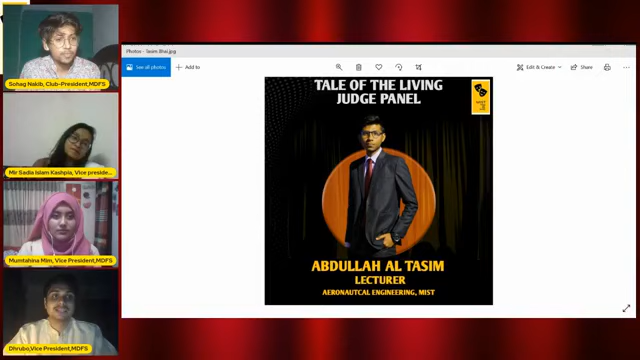 Sohag Nakib, Club-President,MDFS
Mir Sadia Islam Kashpia, Vice preside...
Mumtahina Mim, Vice President,MDFS
Dhrubo,Vice President,MDFS
Photos - Tasim Bhai.jpg
See all photos
Add to
Edit & Create
Share
TALE OF THE LIVING
JUDGE PANEL
ABDULLAH AL TASIM
LECTURER
AERONAUTCAL ENGINEERING, MIST